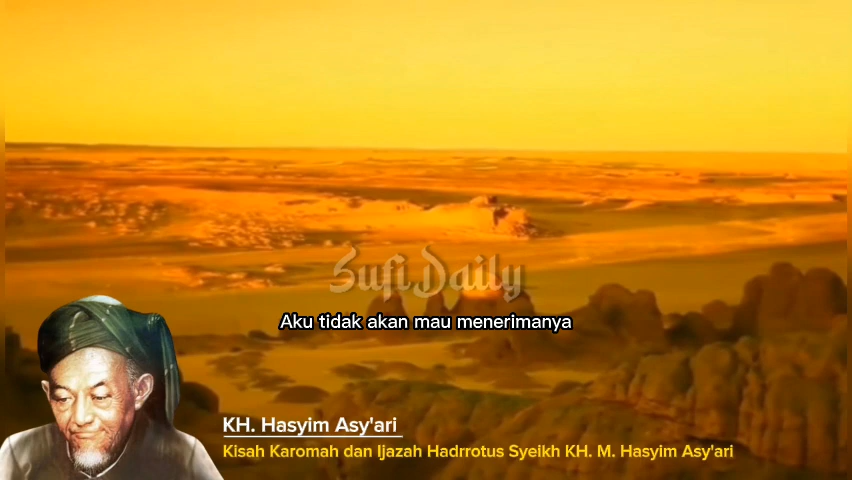 Sufi Daily
Aku tidak akan mau menerimanya
KH. Hasyim Asy'ari
Kisah Karomah dan Ijazah Hadrrotus Syeikh KH. M. Hasyim Asy'ari